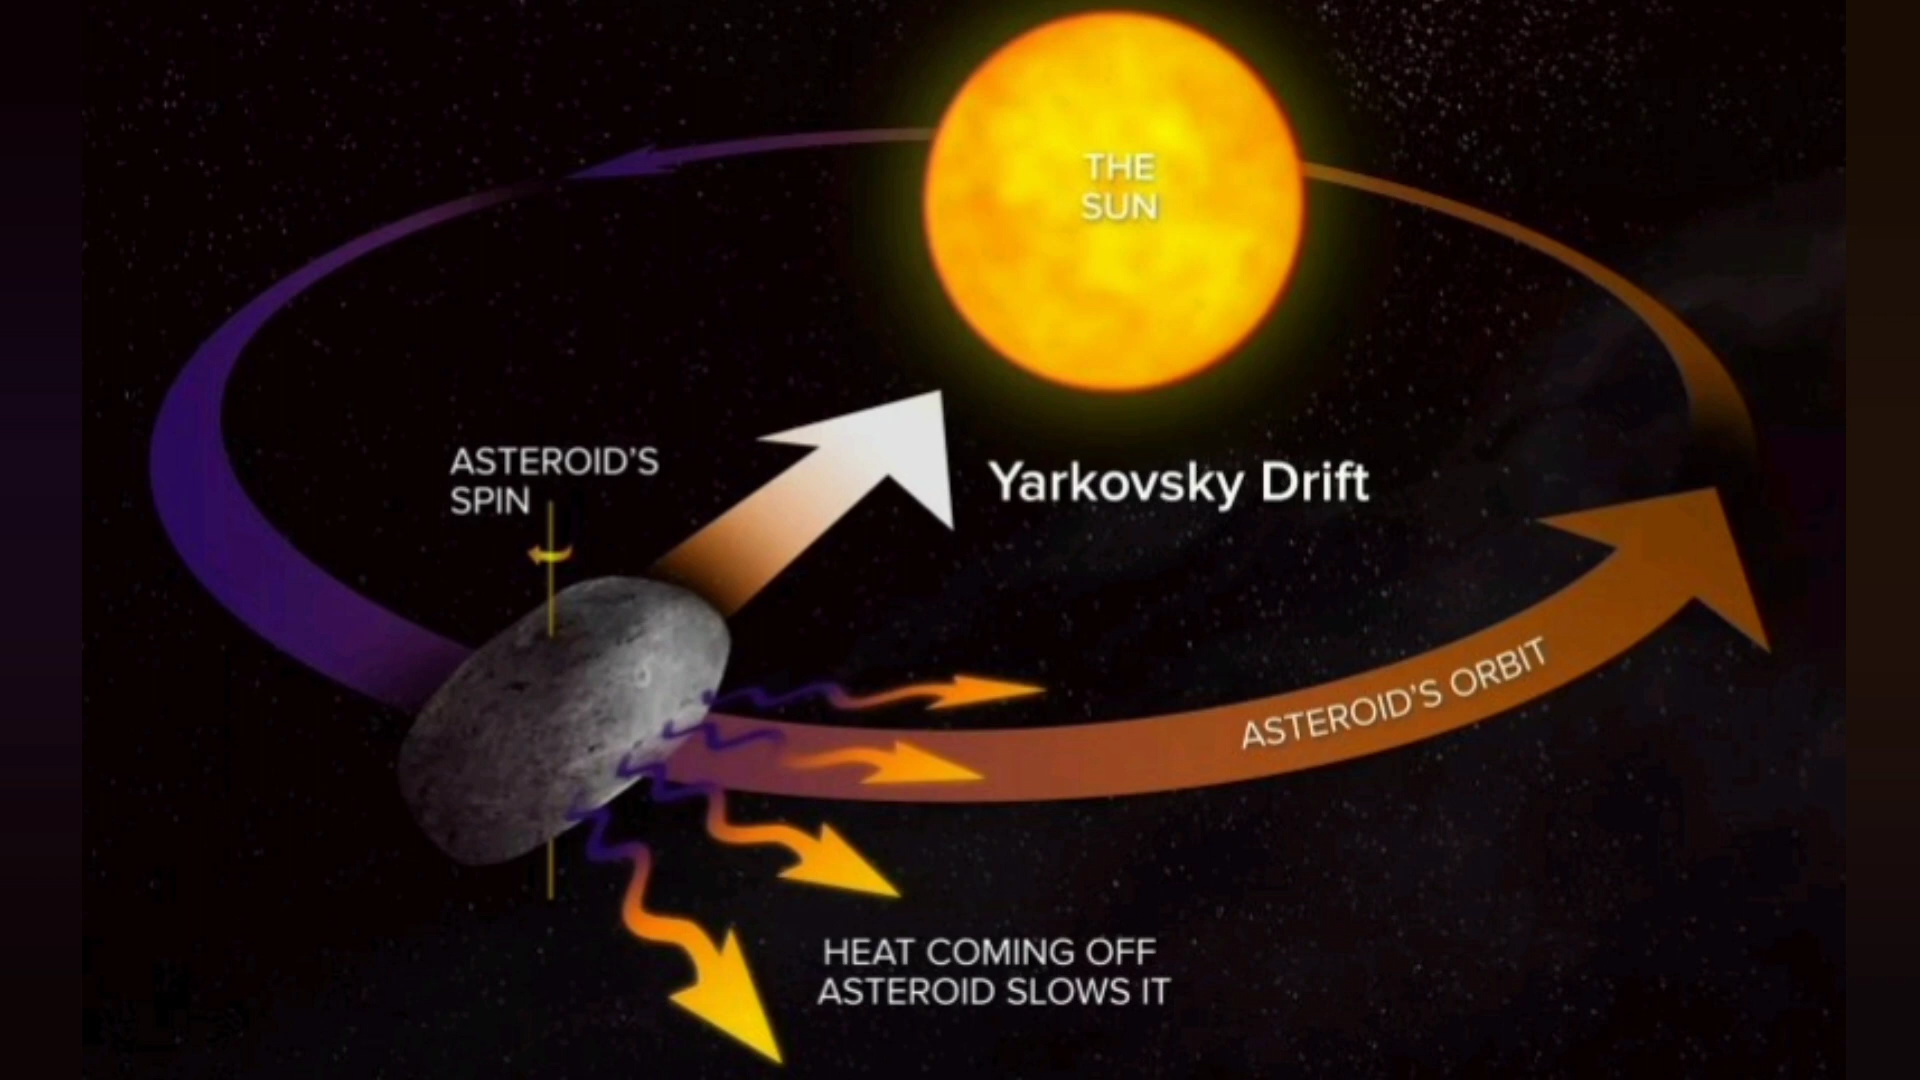 THE
SUN
ASTEROID'S
SPIN
Yarkovsky Drift
ASTEROID'S ORBIT
HEAT COMING OFF
ASTEROID SLOWS IT